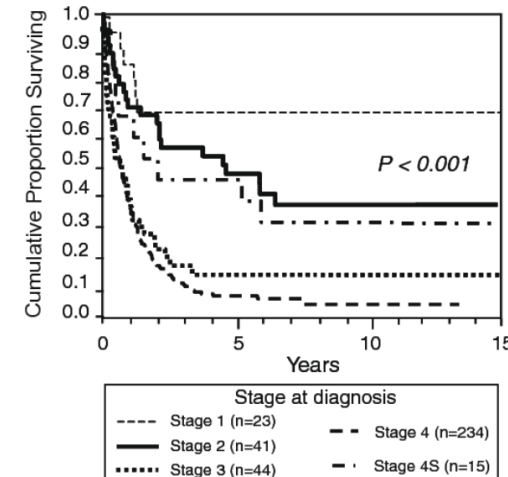 Cumulative Proportion Surviving
1.0
0.8
0.8
0.7
0.6
0.5
0.4
0.3
0.2
0.1
0.0
P < 0.001
0 5 10 15
Years
Stage at diagnosis
Stage 1 (n=23)
Stage 2 (n=41)
Stage 3 (n=44)
Stage 4 (n=234)
Stage 4S (n=15)